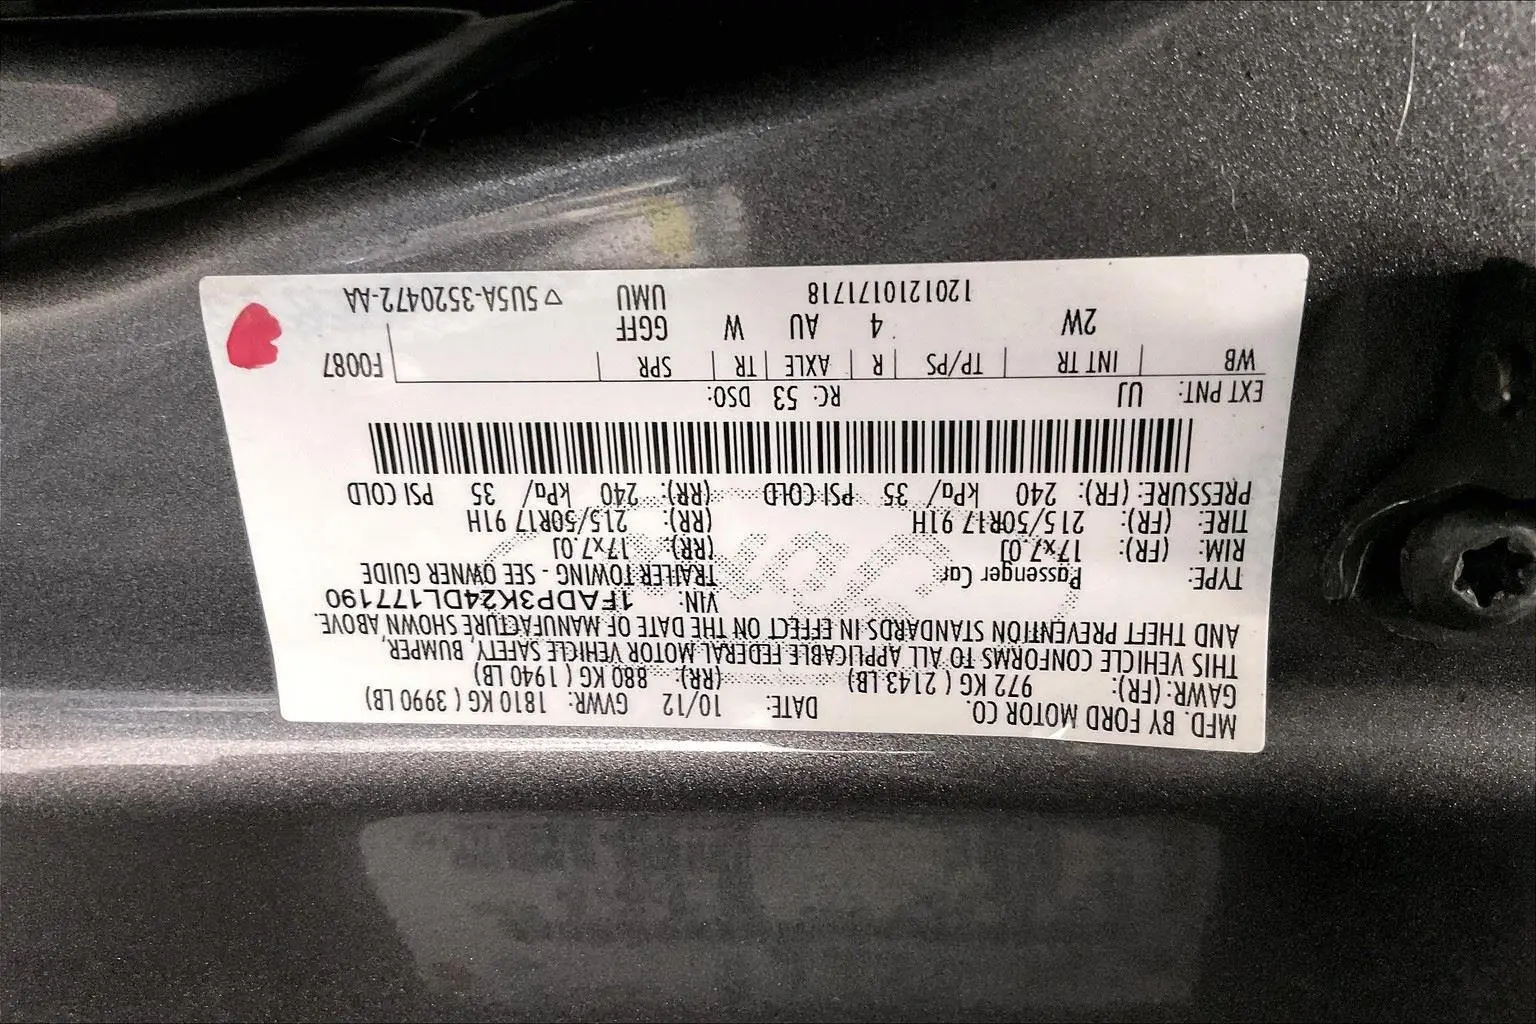 MFD. BY FORD MOTOR CO.
DATE: 10/12 GVWR: 1810 KG ( 3990 LB)
GAWR: (FR): 972 KG ( 2143 LB) (RR): 880 KG ( 1940 LB)
THIS VEHICLE CONFORMS TO ALL APPLICABLE FEDERAL MOTOR VEHICLE SAFETY, BUMPER,
AND THEFT PREVENTION STANDARDS IN EFFECT ON THE DATE OF MANUFACTURE SHOWN ABOVE.
VIN: 1FADP3K24DL177190
TYPE: Passenger Car TRAILER TOWING - SEE OWNER GUIDE
RIM: (FR): 17x7.0J (RR): 17x7.0J
TIRE: (FR): 215/50R17 91H (RR): 215/50R17 91H
PRESSURE: (FR): 240 kPa/ 35 PSI COLD (RR): 240 kPa/ 35 PSI COLD
EXT PNT: UJ RC: 53 DSO:
WB INT TR TP/PS R AXLE TR SPR F0087
2W 4 AU W GGFF
1201210171718 UMU ▽ 5U5A-3520472-AA